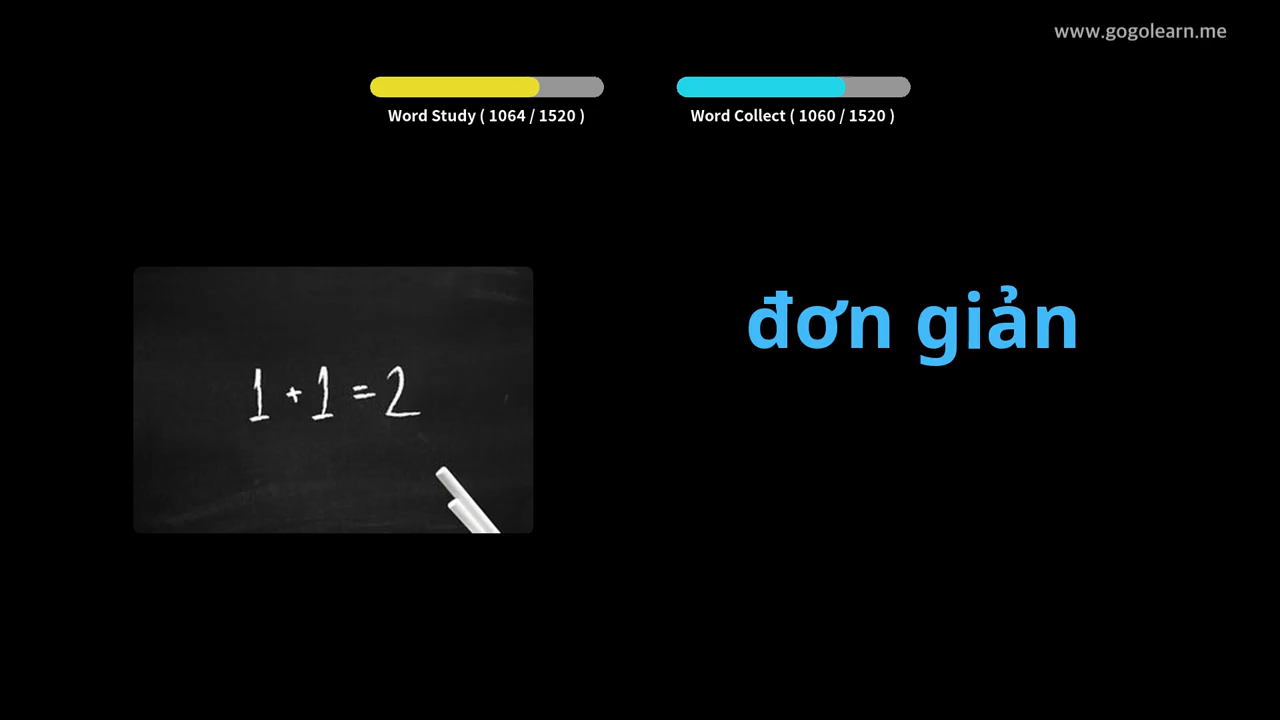 www.gogolearn.me
Word Study ( 1064 / 1520 )
Word Collect ( 1060 / 1520 )
đơn giản
1 + 1 = 2